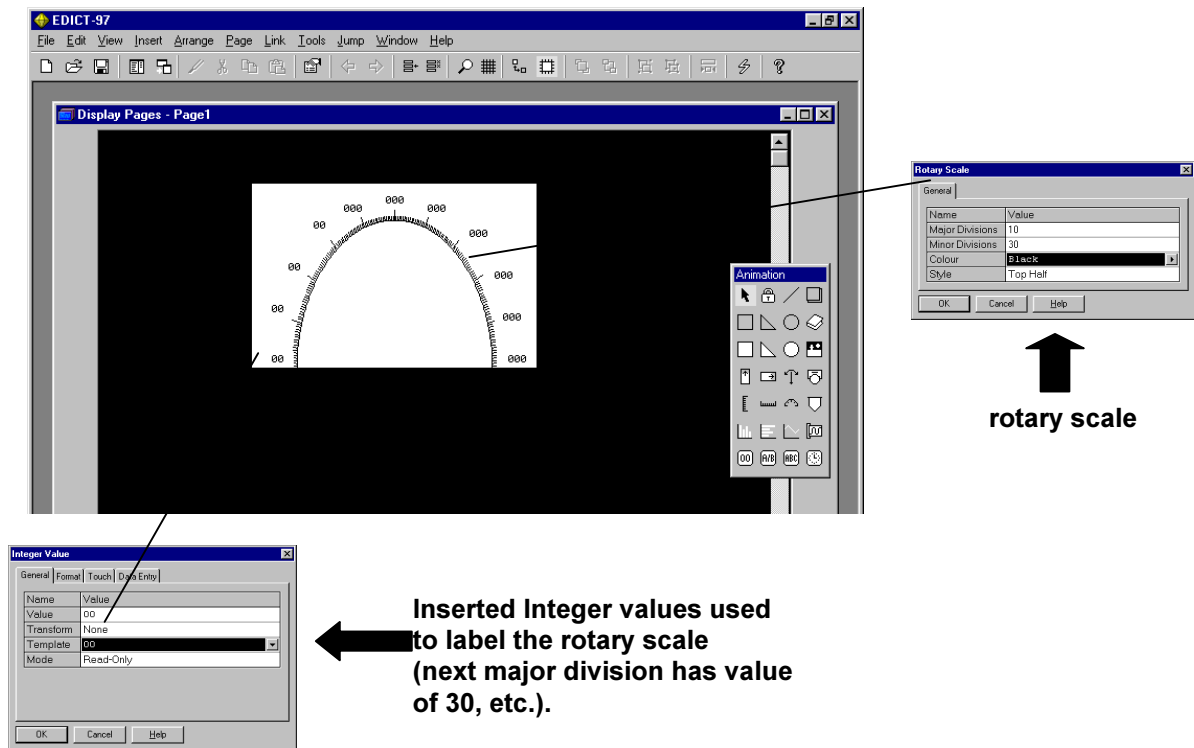 EDICT-97
File Edit View Insert Arrange Page Link Tools Jump Window Help
Display Pages - Page1
000
000 000
00 000
00 000
00 000
00 000
Animation
00 A/B ABC
Rotary Scale
General
Name Value
Major Divisions 10
Minor Divisions 30
Colour Black
Style Top Half
OK Cancel Help
rotary scale
Integer Value
General Format Touch Data Entry
Name Value
Value 00
Transform None
Template 00
Mode Read-Only
OK Cancel Help
Inserted Integer values used
to label the rotary scale
(next major division has value
of 30, etc.).